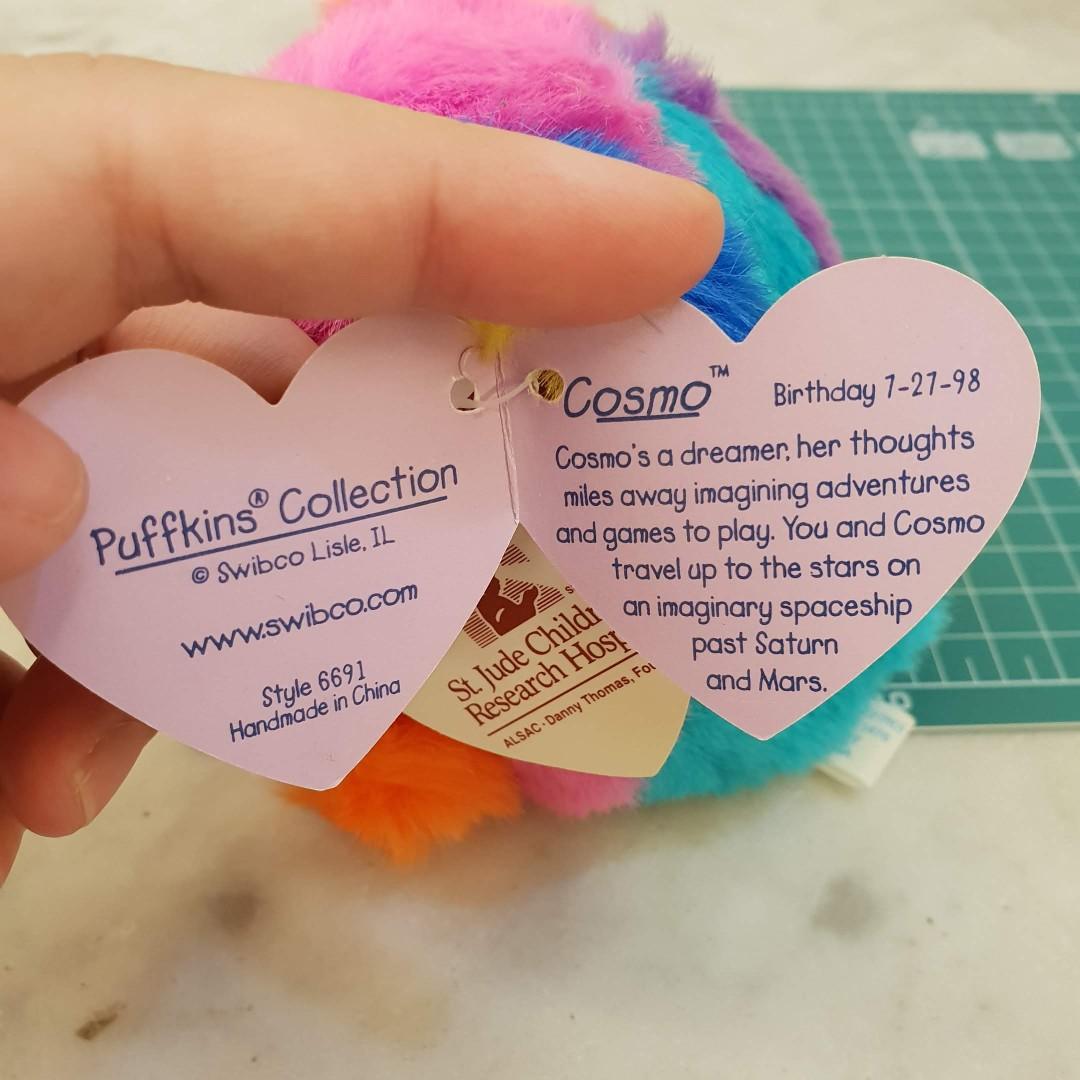 Puffkins® Collection
© Swibco Lisle, IL
www.swibco.com
Style 6691
Handmade in China
Cosmo™
Birthday 7-27-98
Cosmo's a dreamer, her thoughts
miles away imagining adventures
and games to play. You and Cosmo
travel up to the stars on
an imaginary spaceship
past Saturn
and Mars.
St. Jude Childr
Research Hosp
ALSAC · Danny Thomas, Fou